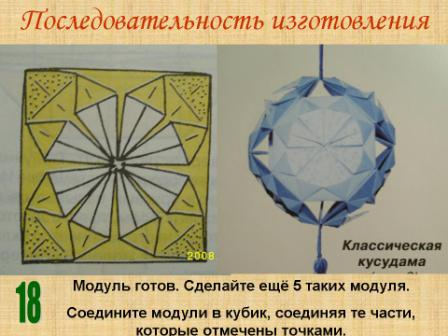 Последовательность изготовления
2008
Классическая
кусудама
18
Модуль готов. Сделайте ещё 5 таких модуля.
Соедините модули в кубик, соединяя те части,
которые отмечены точками.